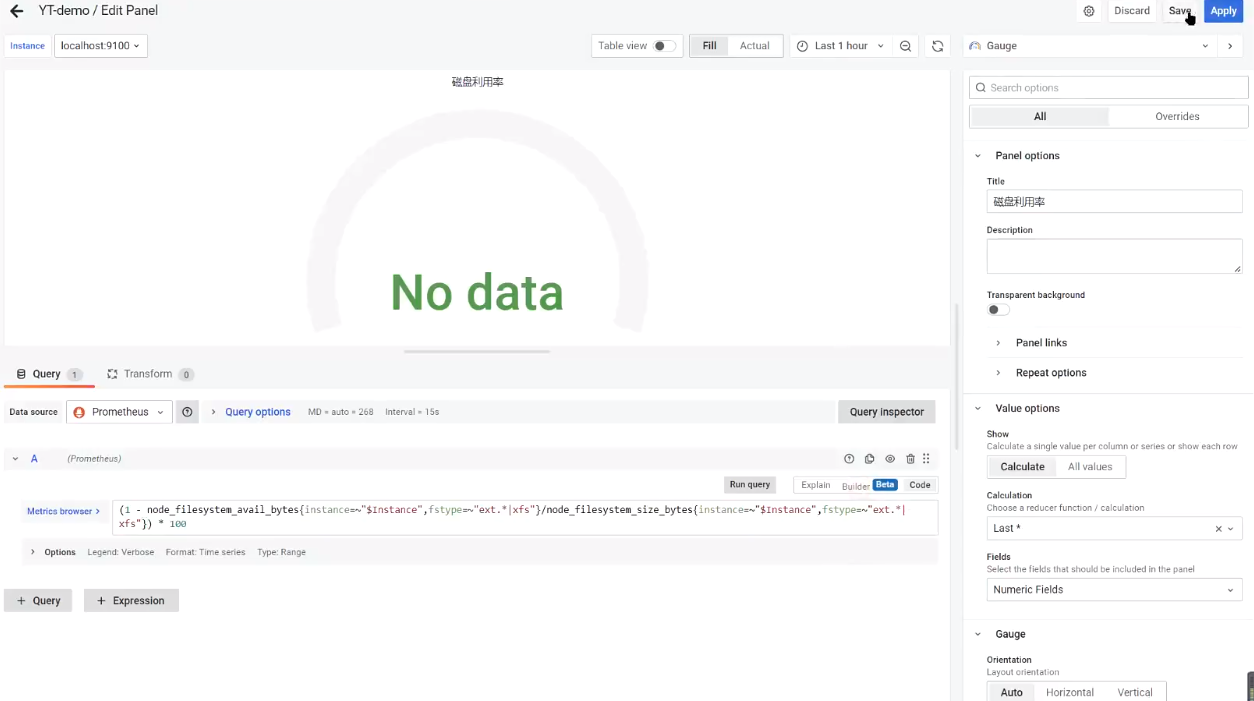 YT-demo / Edit Panel
Discard
Save
Apply
Instance
localhost:9100
Table view
Fill
Actual
Last 1 hour
Gauge
磁盘利用率
No data
Search options
All
Overrides
Panel options
Title
磁盘利用率
Description
Transparent background
Panel links
Repeat options
Value options
Show
Calculate a single value per column or series or show each row
Calculate
All values
Calculation
Choose a reducer function / calculation
Last *
Fields
Select the fields that should be included in the panel
Numeric Fields
Gauge
Orientation
Layout orientation
Auto
Horizontal
Vertical
Query 1
Transform 0
Data source
Prometheus
Query options
MD = auto = 268
Interval = 15s
Query inspector
A
(Prometheus)
Run query
Explain
Builder
Beta
Code
Metrics browser
(1 - node_filesystem_avail_bytes{instance=~"$Instance",fstype=~"ext.*|xfs"}/node_filesystem_size_bytes{instance=~"$Instance",fstype=~"ext.*|
xfs"}) * 100
Options
Legend: Verbose
Format: Time series
Type: Range
+ Query
+ Expression